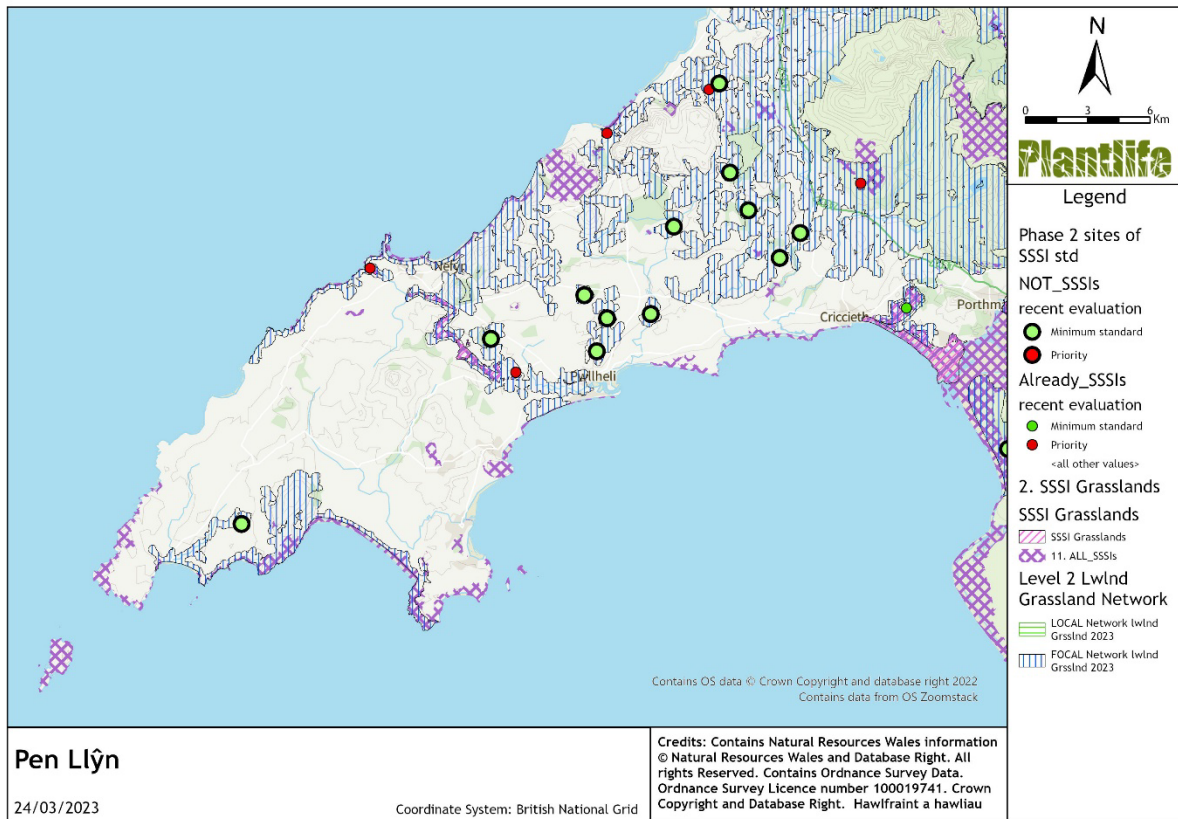 Nefyn
Criccieth
Porthm
Pwllheli
Contains OS data © Crown Copyright and database right 2022
Contains data from OS Zoomstack
N
0 3 6
Km
Plantlife
Legend
Phase 2 sites of
SSSI std
NOT_SSSIs
recent evaluation
Minimum standard
Priority
Already_SSSIs
recent evaluation
Minimum standard
Priority
<all other values>
2. SSSI Grasslands
SSSI Grasslands
SSSI Grasslands
11. ALL_SSSIs
Level 2 Lwlnd
Grassland Network
LOCAL Network lwlnd
Grsslnd 2023
FOCAL Network lwlnd
Grsslnd 2023
Pen Llŷn
24/03/2023
Coordinate System: British National Grid
Credits: Contains Natural Resources Wales information
© Natural Resources Wales and Database Right. All
rights Reserved. Contains Ordnance Survey Data.
Ordnance Survey Licence number 100019741. Crown
Copyright and Database Right. Hawlfraint a hawliau